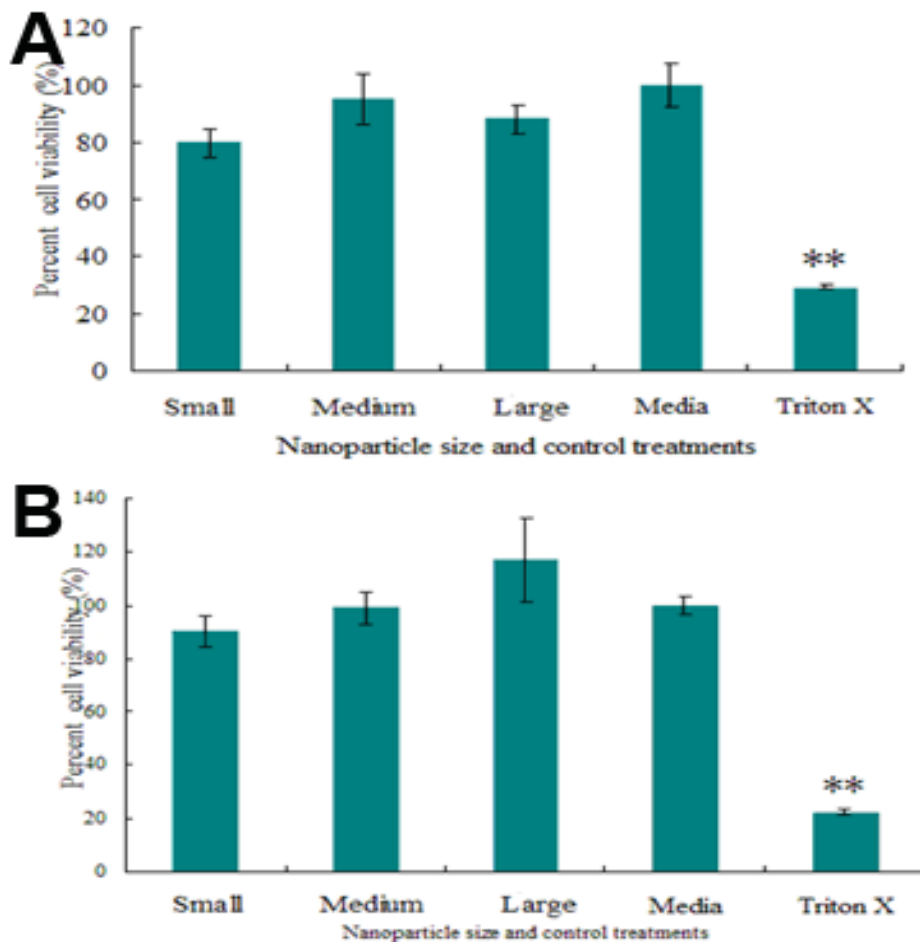 A
Percent cell viability (%)
120
100
80
60
40
20
0
**
Small Medium Large Media Triton X
Nanoparticle size and control treatments
B
Percent cell viability (%)
140
120
100
80
60
40
20
0
**
Small Medium Large Media Triton X
Nanoparticle size and control treatments